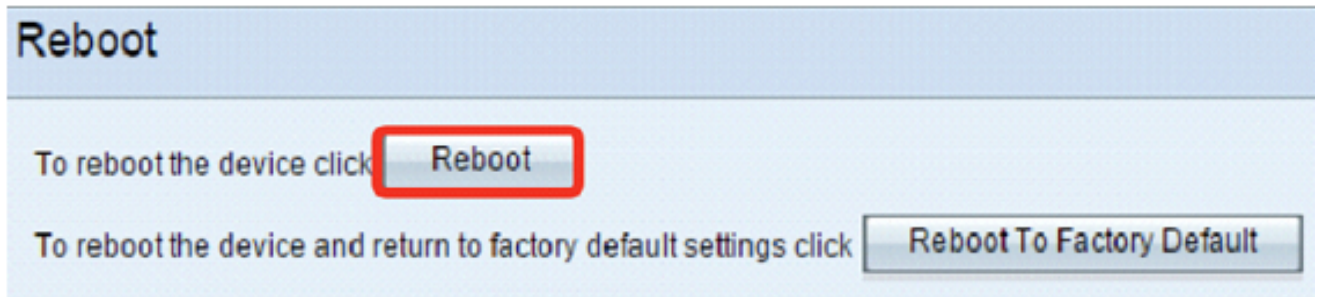 Reboot
To reboot the device click Reboot
To reboot the device and return to factory default settings click Reboot To Factory Default